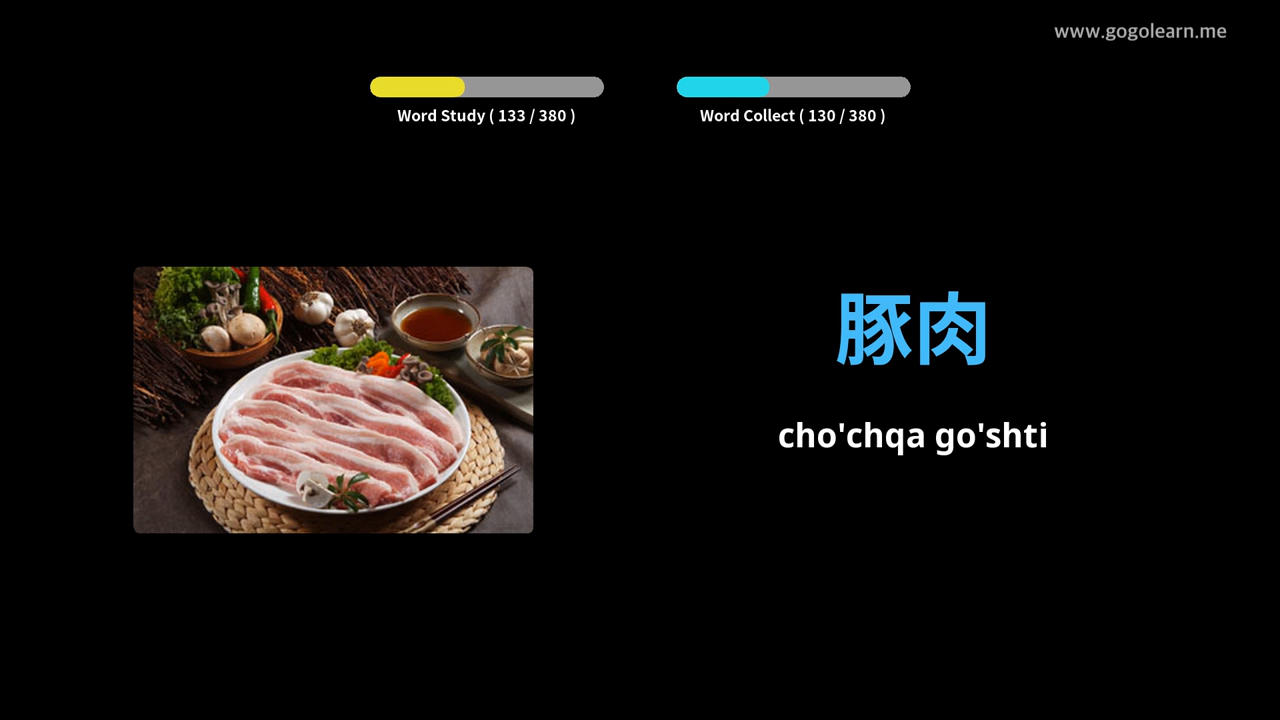 www.gogolearn.me
Word Study ( 133 / 380 )
Word Collect ( 130 / 380 )
豚肉
cho'chqa go'shti